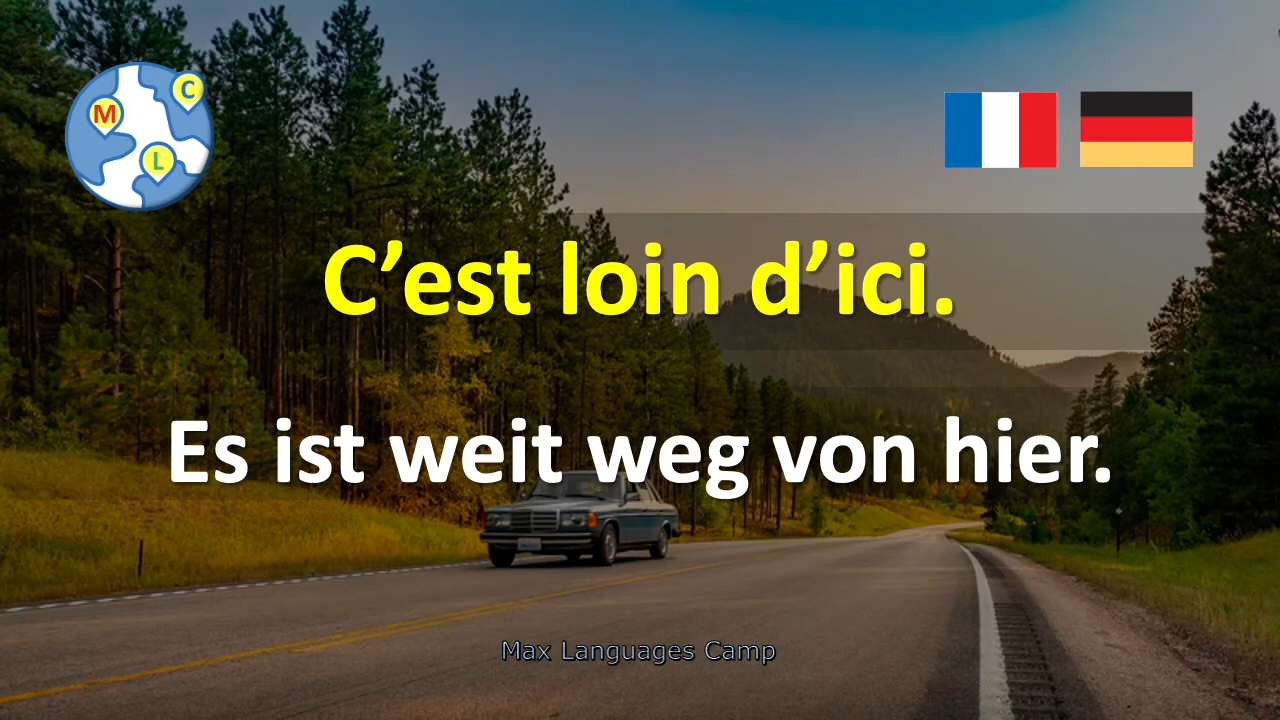 M
C
L
C’est loin d’ici.
Es ist weit weg von hier.
Max Languages Camp